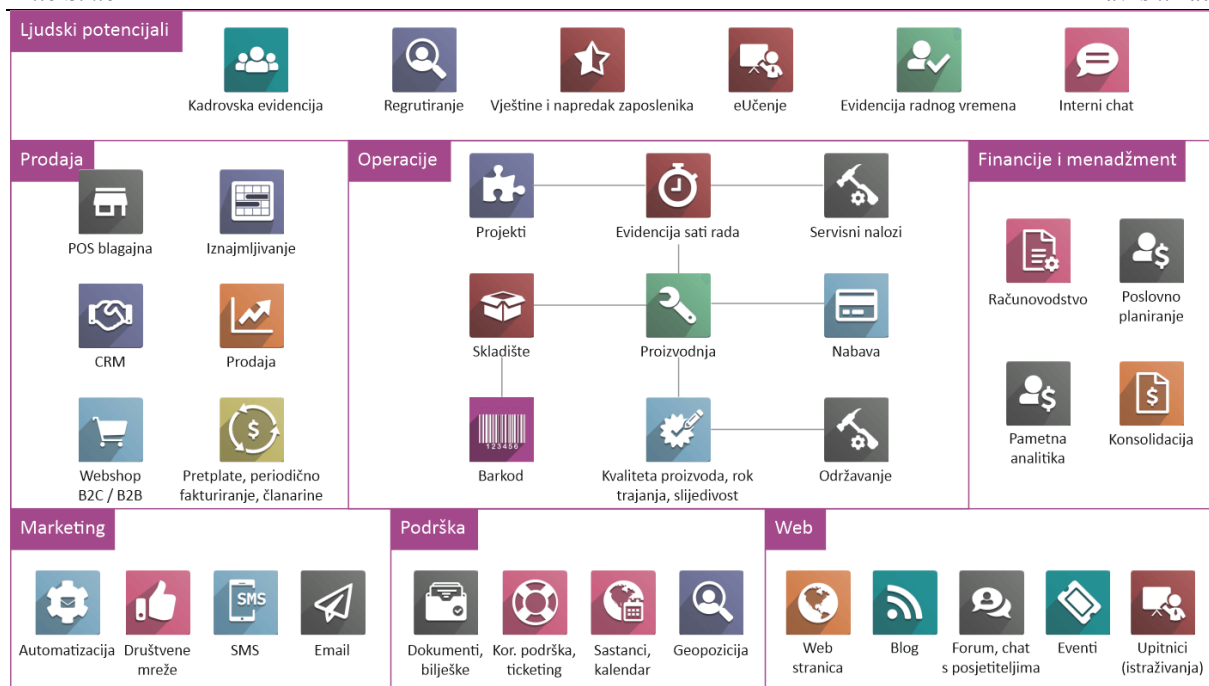 Ljudski potencijali
Kadrovska evidencija
Regrutiranje
Vještine i napredak zaposlenika
eUčenje
Evidencija radnog vremena
Interni chat
Prodaja
POS blagajna
Iznajmljivanje
CRM
Prodaja
Webshop
B2C / B2B
Pretplate, periodično
fakturiranje, članarine
Operacije
Projekti
Evidencija sati rada
Servisni nalozi
Skladište
Proizvodnja
Nabava
123456
Barkod
Kvaliteta proizvoda, rok
trajanja, slijedivost
Održavanje
Financije i menadžment
Računovodstvo
Poslovno
planiranje
Pametna
analitika
Konsolidacija
Marketing
Automatizacija
Društvene
mreže
SMS
SMS
Email
Podrška
Dokumenti,
bilješke
Kor. podrška,
ticketing
Sastanci,
kalendar
Geopozicija
Web
Web
stranica
Blog
Forum, chat
s posjetiteljima
Eventi
Upitnici
(istraživanja)